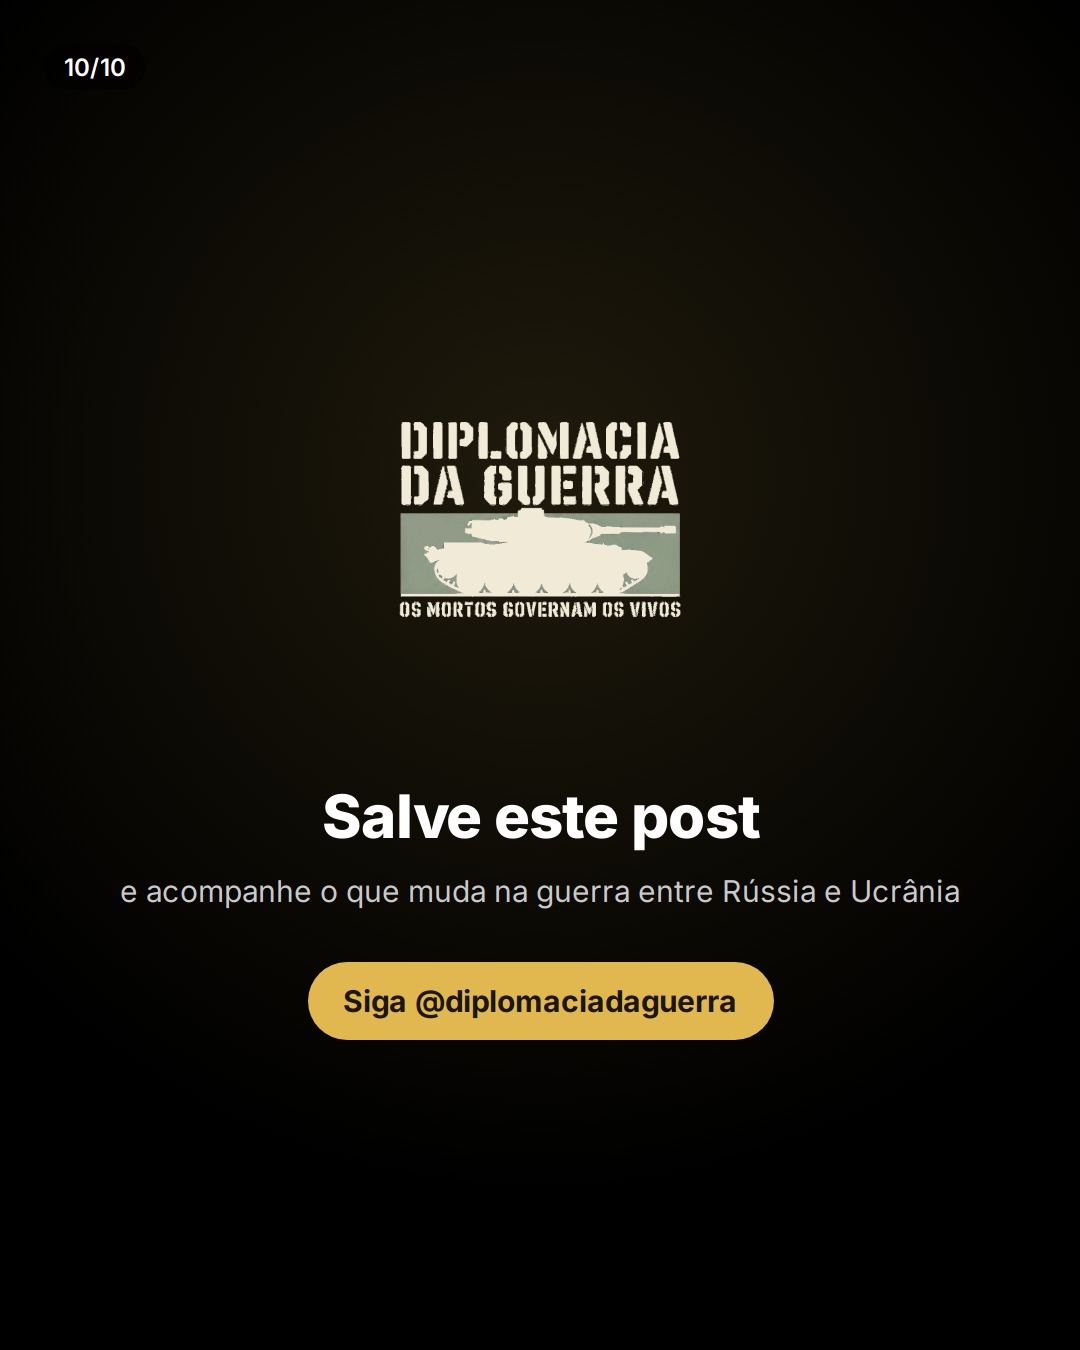 10/10
DIPLOMACIA
DA GUERRA
OS MORTOS GOVERNAM OS VIVOS
Salve este post
e acompanhe o que muda na guerra entre Rússia e Ucrânia
Siga @diplomaciadaguerra